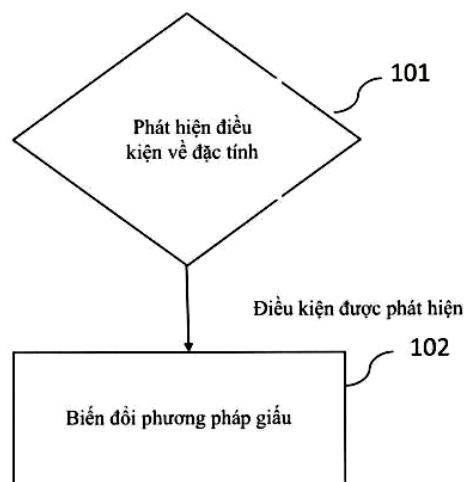 101
Phát hiện điều
kiện về đặc tính
Điều kiện được phát hiện
102
Biến đổi phương pháp giấu